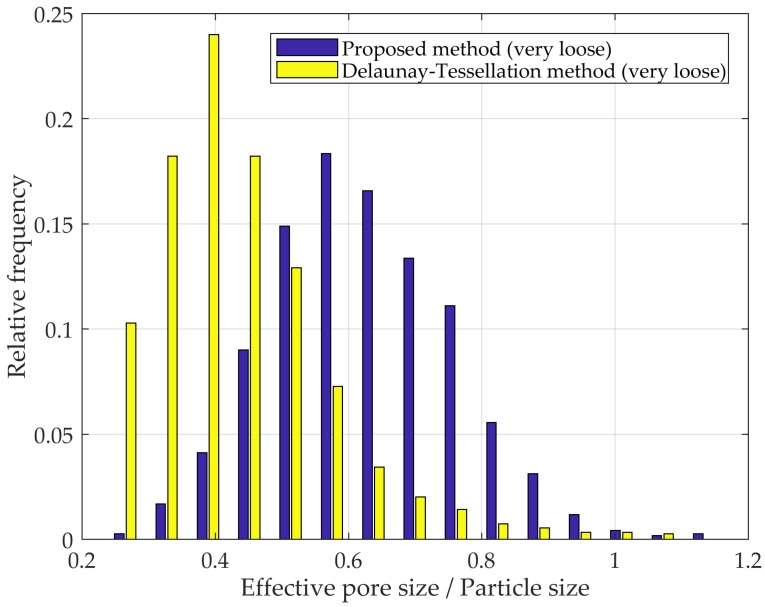 0.25
0.2
0.15
0.1
0.05
0
Relative frequency
Proposed method (very loose)
Delaunay-Tessellation method (very loose)
0.2 0.4 0.6 0.8 1 1.2
Effective pore size / Particle size